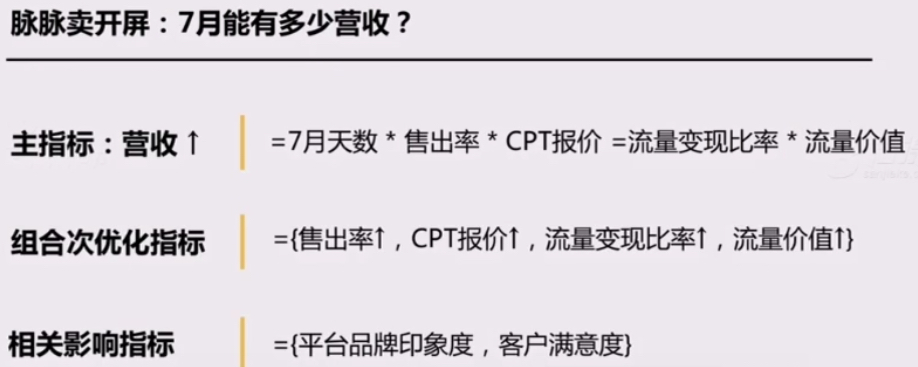 脉脉卖开屏：7月能有多少营收？
主指标：营收↑ =7月天数 * 售出率 * CPT报价 =流量变现比率 * 流量价值
组合次优化指标 ={售出率↑，CPT报价↑，流量变现比率↑，流量价值↑}
相关影响指标 ={平台品牌印象度，客户满意度}